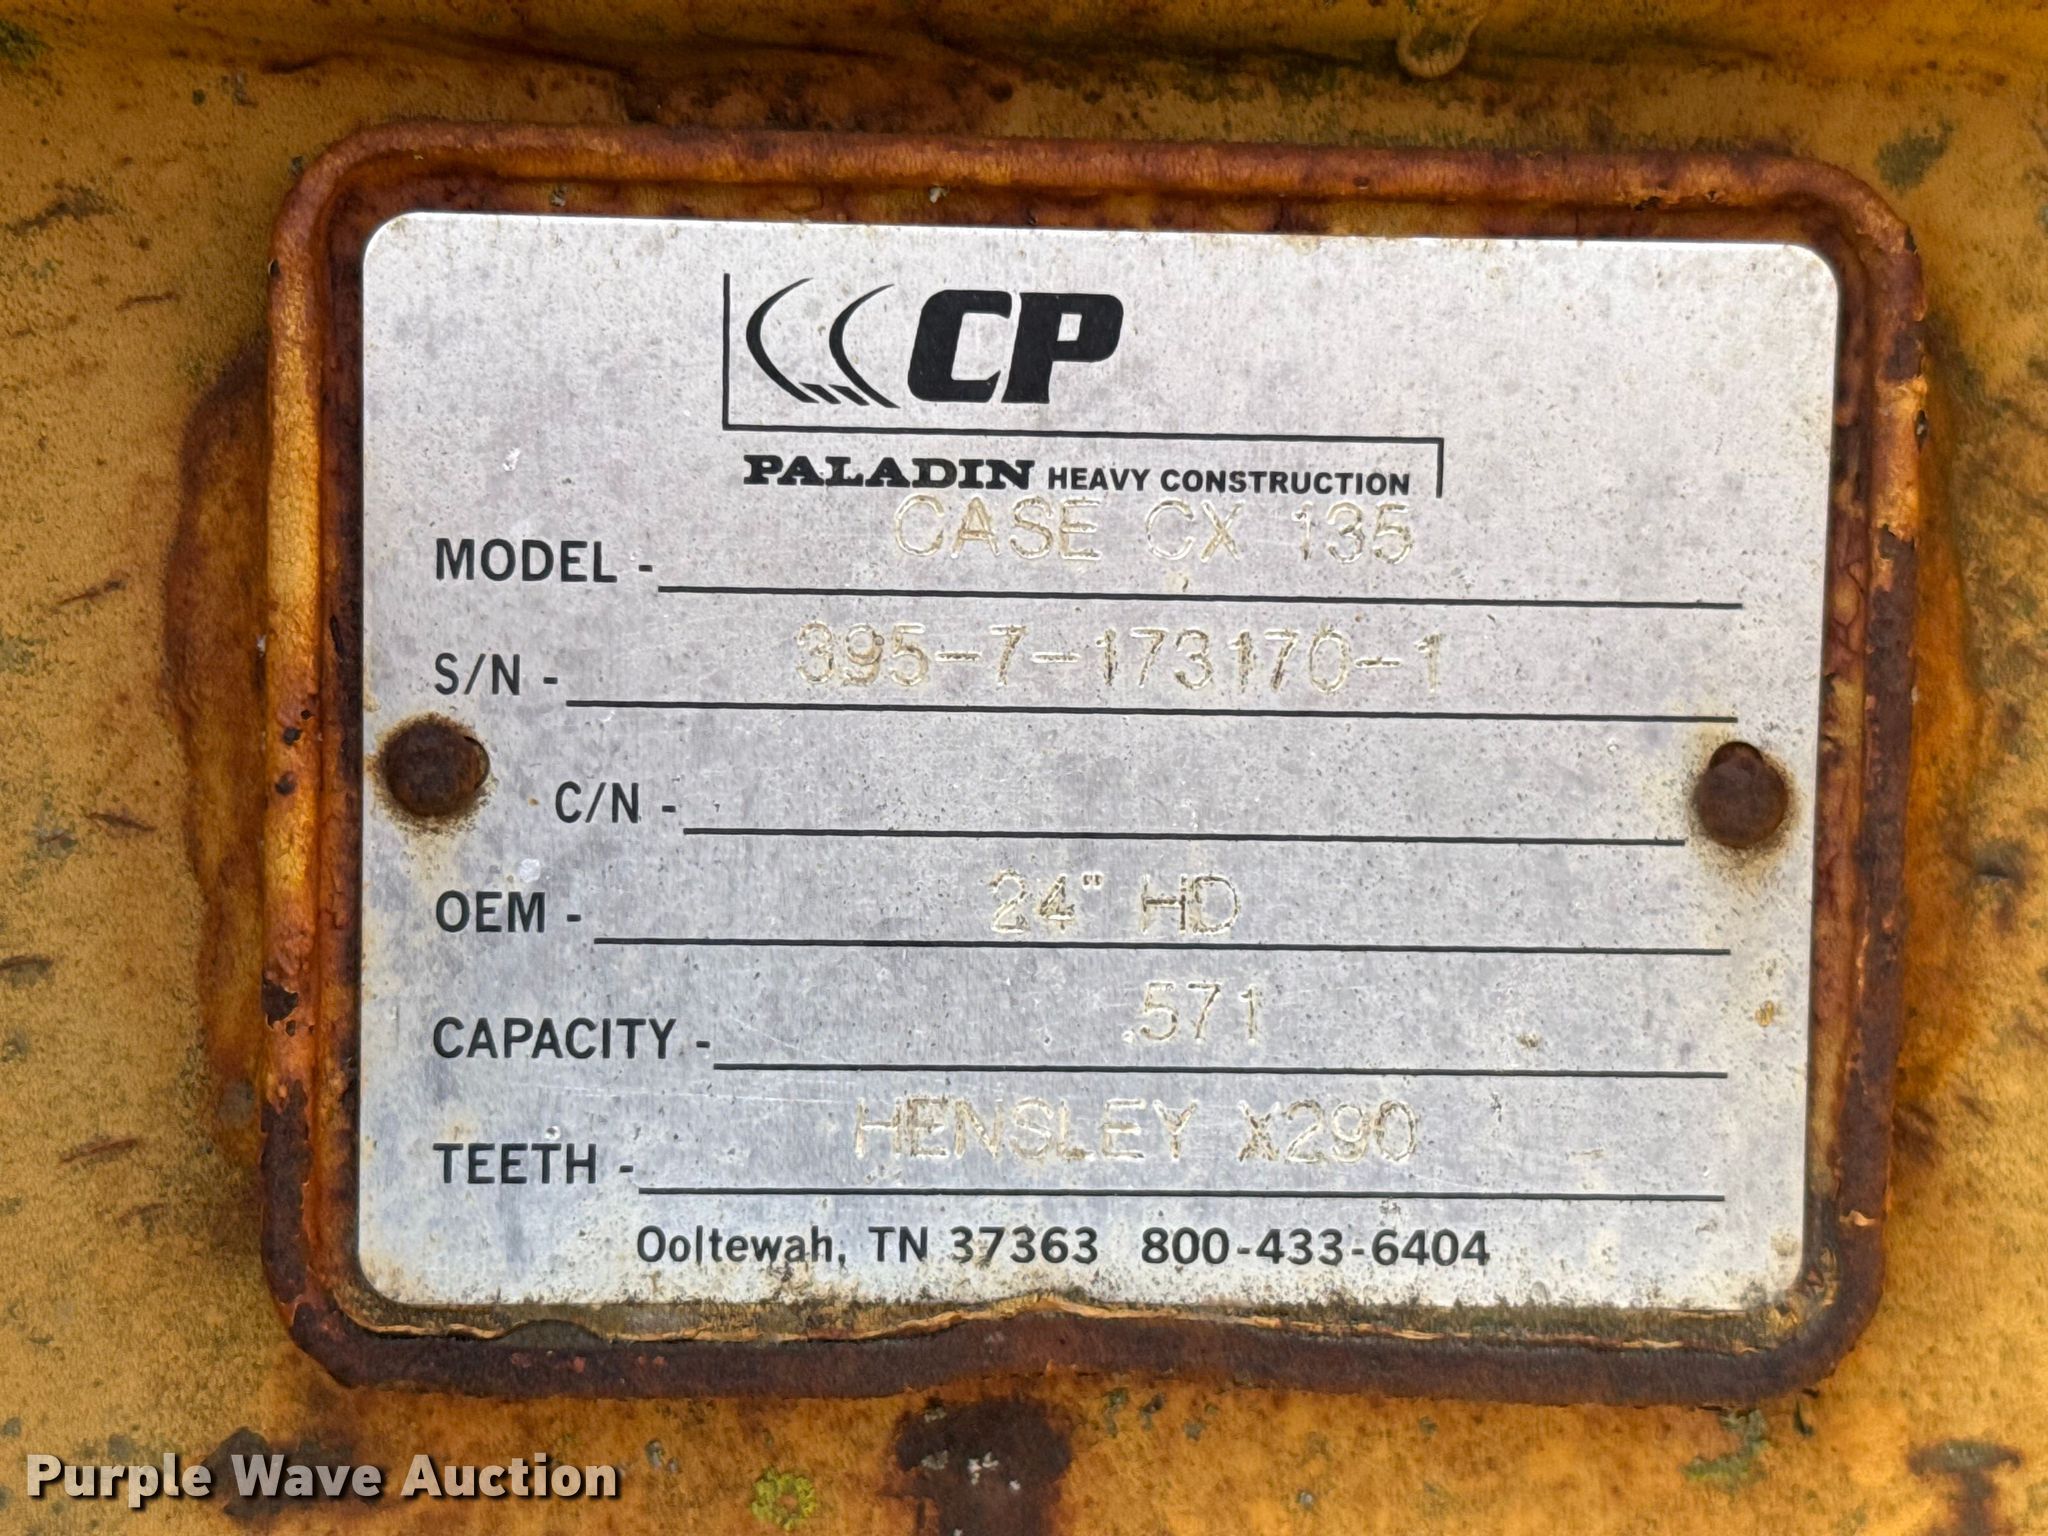 CP
PALADIN HEAVY CONSTRUCTION
MODEL - CASE CX 135
S/N - 395-7-173170-1
C/N -
OEM - 24" HD
CAPACITY - .571
TEETH - HENSLEY X290
Ooltewah, TN 37363 800-433-6404
Purple Wave Auction